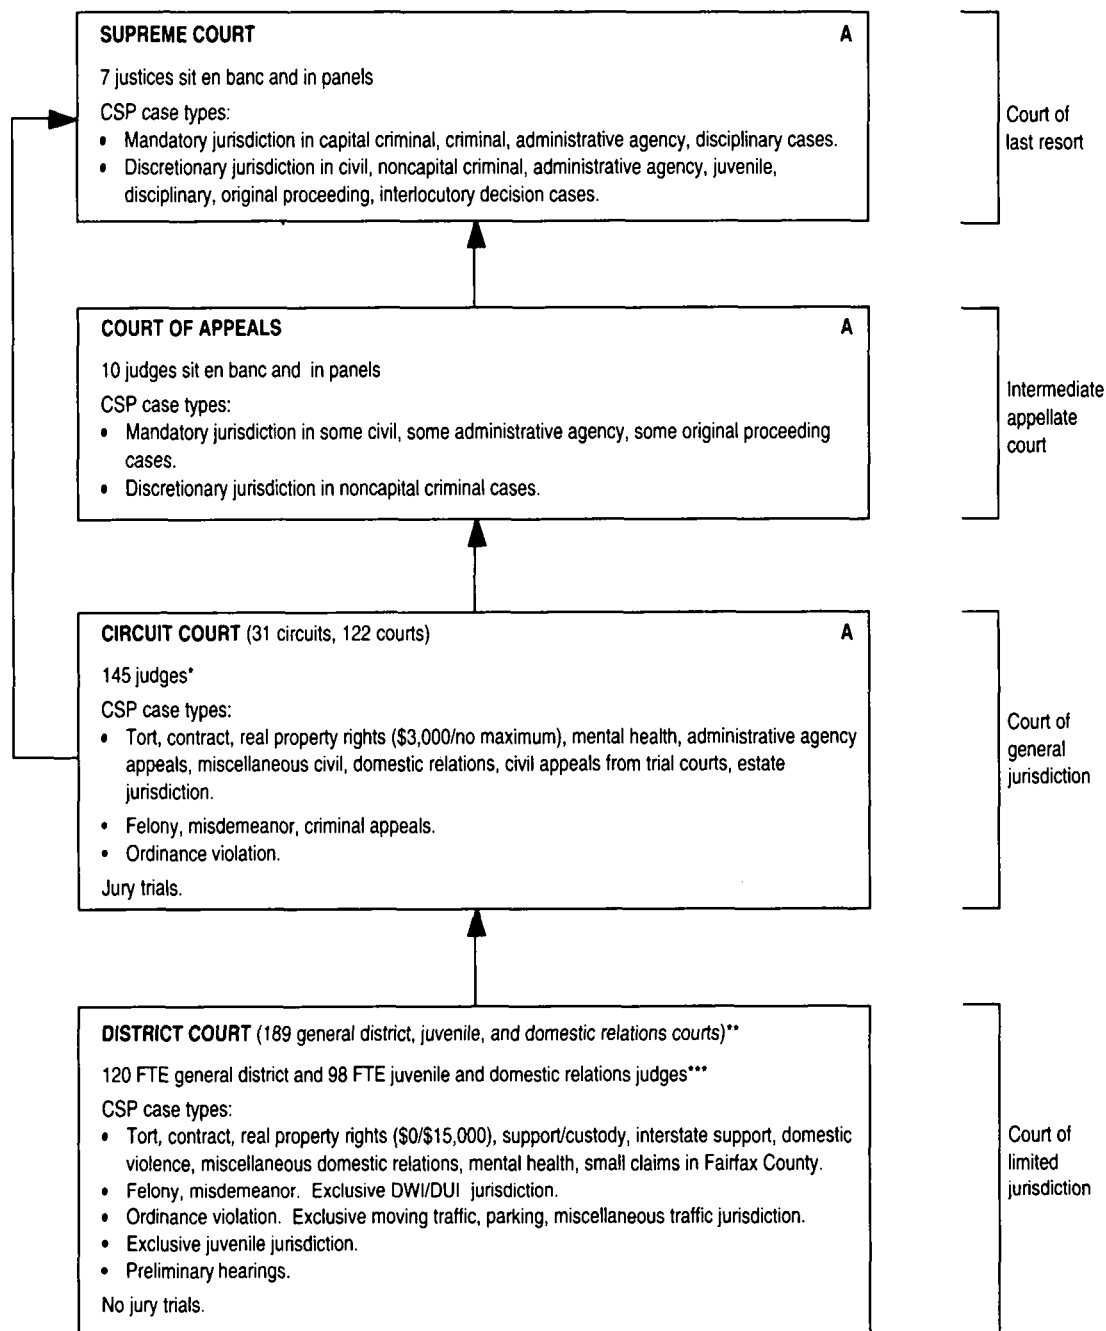 SUPREME COURT A
7 justices sit en banc and in panels
CSP case types:
• Mandatory jurisdiction in capital criminal, criminal, administrative agency, disciplinary cases.
• Discretionary jurisdiction in civil, noncapital criminal, administrative agency, juvenile,
disciplinary, original proceeding, interlocutory decision cases.
Court of
last resort
COURT OF APPEALS A
10 judges sit en banc and in panels
CSP case types:
• Mandatory jurisdiction in some civil, some administrative agency, some original proceeding
cases.
• Discretionary jurisdiction in noncapital criminal cases.
Intermediate
appellate
court
CIRCUIT COURT (31 circuits, 122 courts) A
145 judges*
CSP case types:
• Tort, contract, real property rights ($3,000/no maximum), mental health, administrative agency
appeals, miscellaneous civil, domestic relations, civil appeals from trial courts, estate
jurisdiction.
• Felony, misdemeanor, criminal appeals.
• Ordinance violation.
Jury trials.
Court of
general
jurisdiction
DISTRICT COURT (189 general district, juvenile, and domestic relations courts)**
120 FTE general district and 98 FTE juvenile and domestic relations judges***
CSP case types:
• Tort, contract, real property rights ($0/$15,000), support/custody, interstate support, domestic
violence, miscellaneous domestic relations, mental health, small claims in Fairfax County.
• Felony, misdemeanor. Exclusive DWI/DUI jurisdiction.
• Ordinance violation. Exclusive moving traffic, parking, miscellaneous traffic jurisdiction.
• Exclusive juvenile jurisdiction.
• Preliminary hearings.
No jury trials.
Court of
limited
jurisdiction